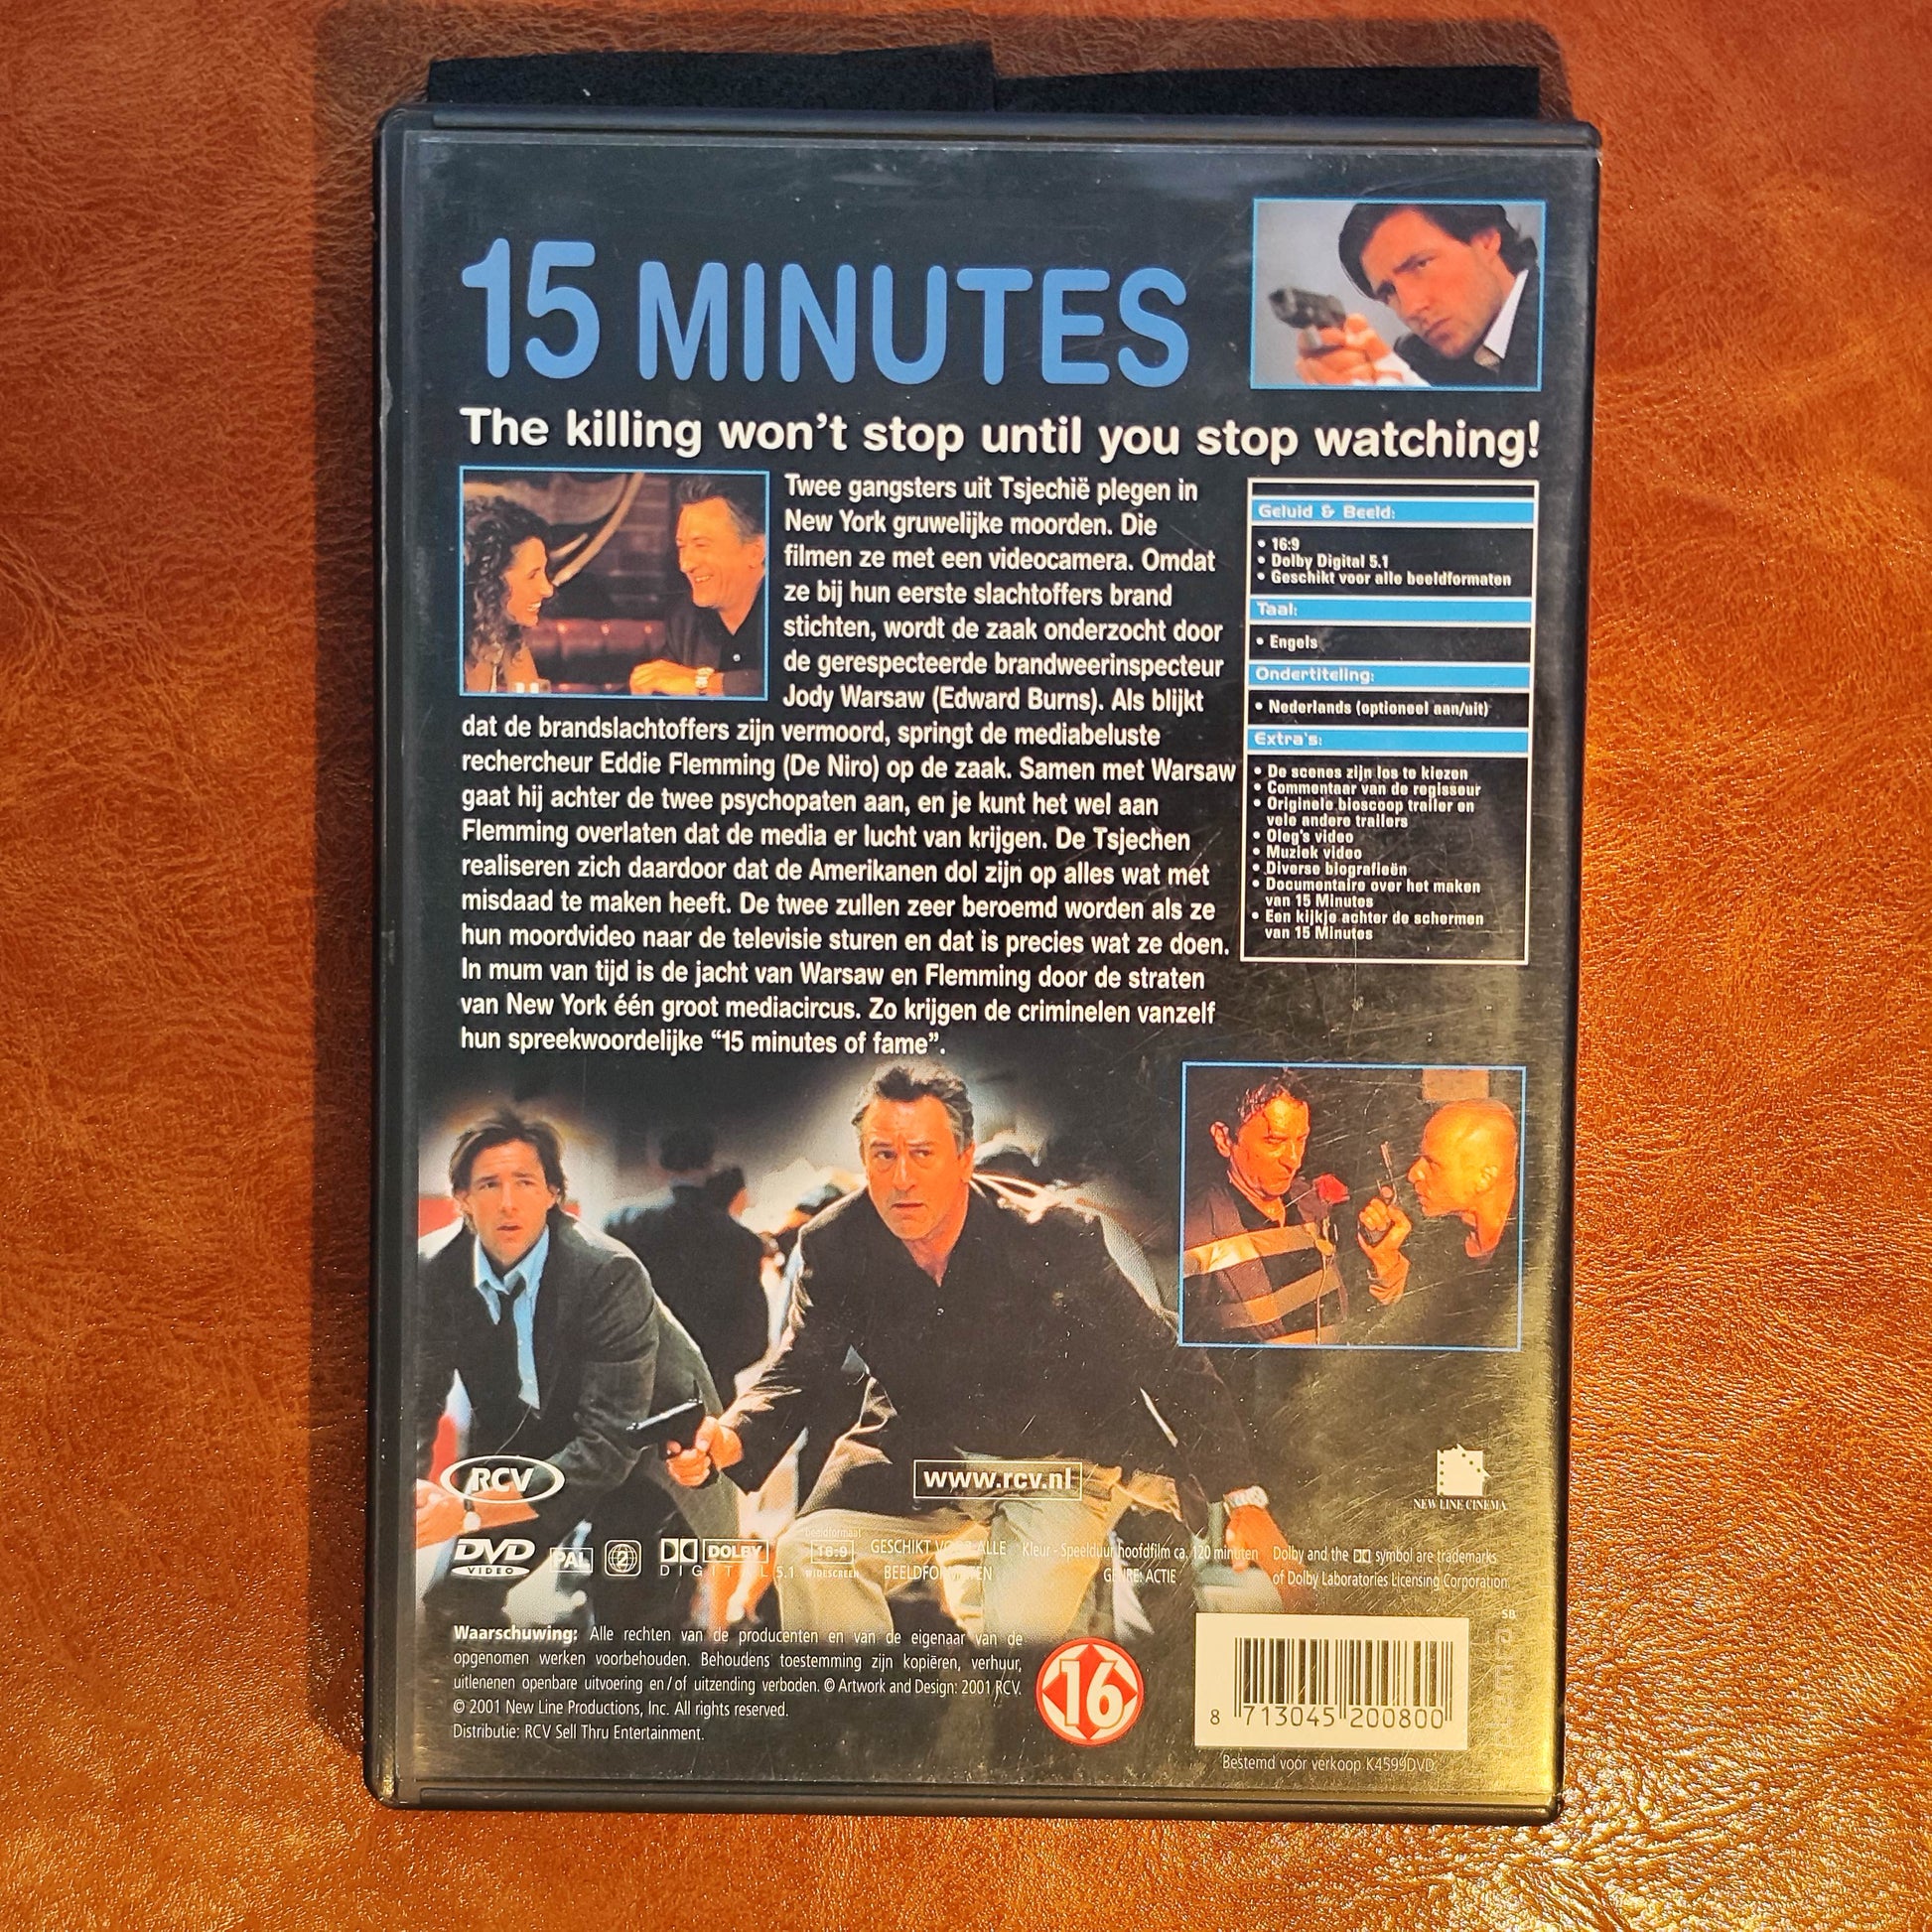 15 MINUTES
The killing won't stop until you stop watching!
Twee gangsters uit Tsjechië plegen in
New York gruwelijke moorden. Die
filmen ze met een videocamera. Omdat
ze bij hun eerste slachtoffers brand
stichten, wordt de zaak onderzocht door
de gerespecteerde brandweerinspecteur
Jody Warsaw (Edward Burns). Als blijkt
dat de brandslachtoffers zijn vermoord, springt de mediabeluste
rechercheur Eddie Flemming (De Niro) op de zaak. Samen met Warsaw
gaat hij achter de twee psychopaten aan, en je kunt het wel aan
Flemming overlaten dat de media er lucht van krijgen. De Tsjechen
realiseren zich daardoor dat de Amerikanen dol zijn op alles wat met
misdaad te maken heeft. De twee zullen zeer beroemd worden als ze
hun moordvideo naar de televisie sturen en dat is precies wat ze doen.
In mum van tijd is de jacht van Warsaw en Flemming door de straten
van New York één groot mediacircus. Zo krijgen de criminelen vanzelf
hun spreekwoordelijke “15 minutes of fame”.
Geluid & Beeld:
• 16:9
• Dolby Digital 5.1
• Geschikt voor alle beeldformaten
Taal:
• Engels
Ondertiteling:
• Nederlands (optioneel aan/uit)
Extra's:
• De scenes zijn los te kiezen
• Commentaar van de regisseur
• Originele bioscoop trailer en
vele andere trailers
• Oleg's video
• Muziek video
• Diverse biografieën
• Documentaire over het maken
van 15 Minutes
• Een kijkje achter de schermen
van 15 Minutes
RCV
www.rcv.nl
NEW LINE CINEMA
DVD VIDEO
PAL
2
DOLBY
DIGITAL 5.1
beeldformaat
16:9
WIDESCREEN
GESCHIKT VOOR ALLE
BEELDFORMATEN
Kleur - Speelduur hoofdfilm ca. 120 minuten
GENRE: ACTIE
Dolby and the symbol are trademarks
of Dolby Laboratories Licensing Corporation.
SB
Waarschuwing: Alle rechten van de producenten en van de eigenaar van de
opgenomen werken voorbehouden. Behoudens toestemming zijn kopiëren, verhuur,
uitlenenen openbare uitvoering en/of uitzending verboden. © Artwork and Design: 2001 RCV.
© 2001 New Line Productions, Inc. All rights reserved.
Distributie: RCV Sell Thru Entertainment.
16
8 713045 200800
Bestemd voor verkoop K4599DVD